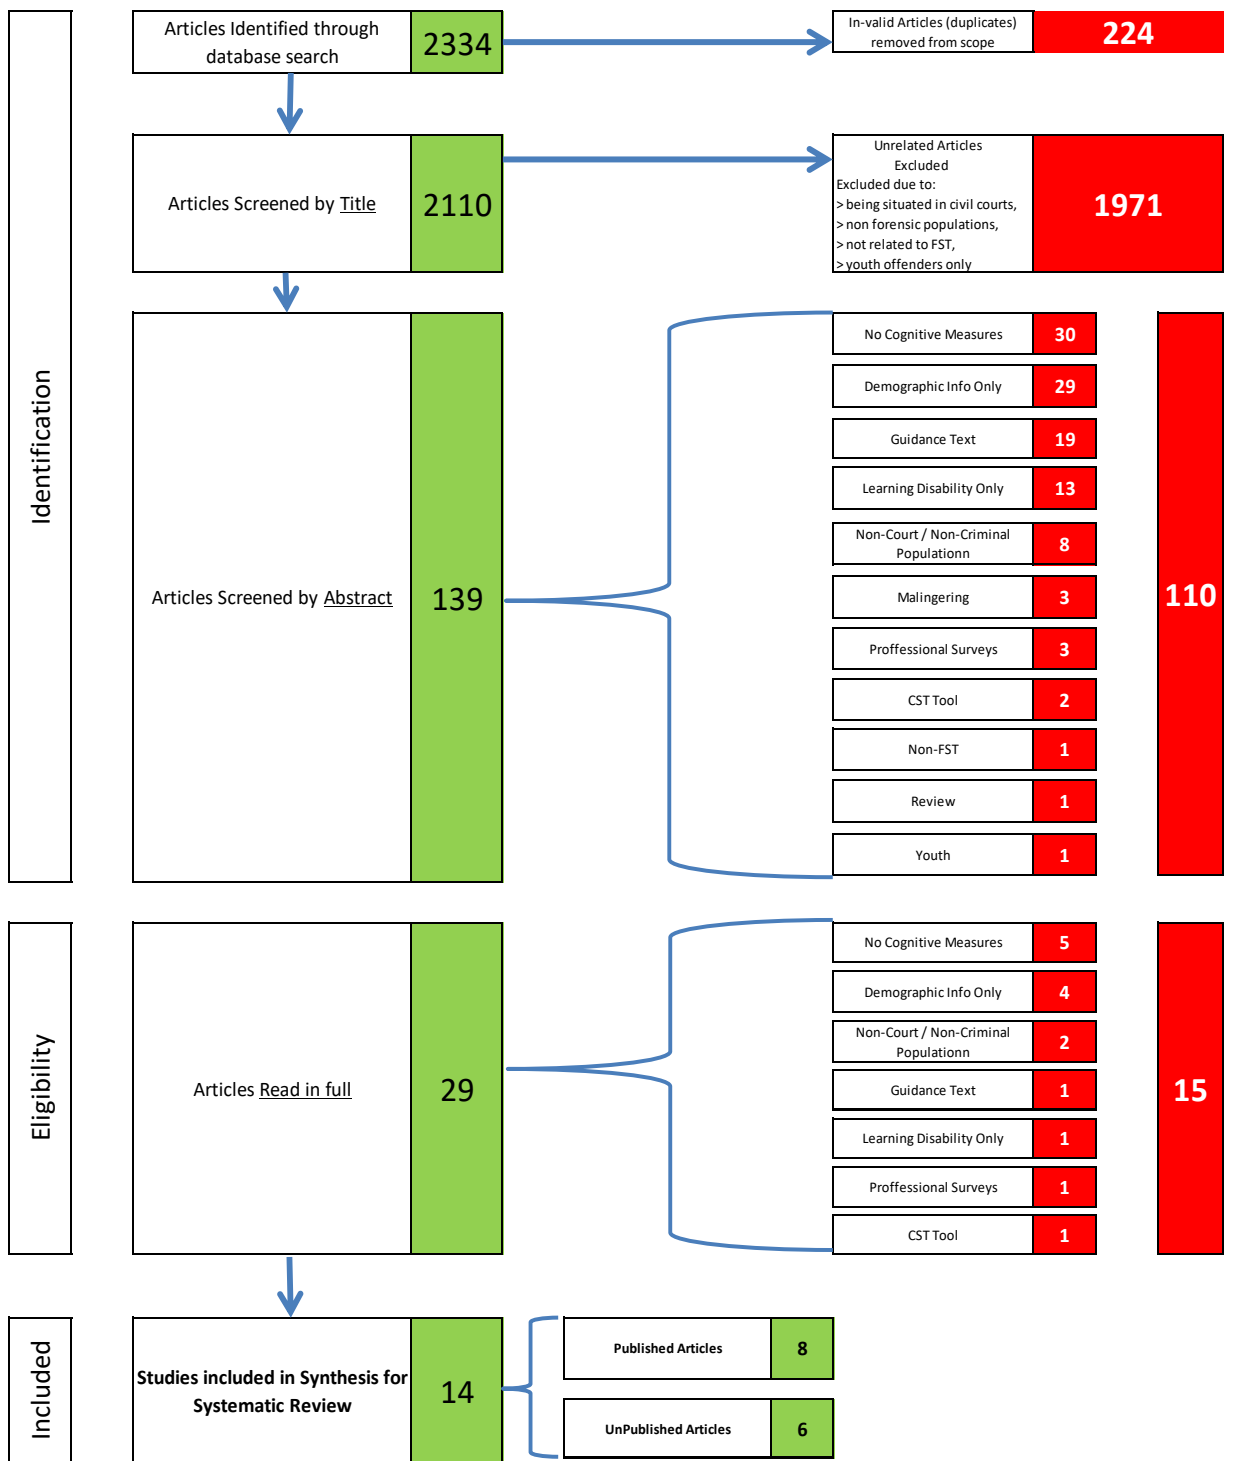 Identification
Articles Identified through
database search
2334
In-valid Articles (duplicates)
removed from scope
224
Articles Screened by Title
2110
Unrelated Articles
Excluded
Excluded due to:
> being situated in civil courts,
> non forensic populations,
> not related to FST,
> youth offenders only
1971
Articles Screened by Abstract
139
No Cognitive Measures
30
Demographic Info Only
29
Guidance Text
19
Learning Disability Only
13
Non-Court / Non-Criminal
Populationn
8
Malingering
3
Proffessional Surveys
3
CST Tool
2
Non-FST
1
Review
1
Youth
1
110
Eligibility
Articles Read in full
29
No Cognitive Measures
5
Demographic Info Only
4
Non-Court / Non-Criminal
Populationn
2
Guidance Text
1
Learning Disability Only
1
Proffessional Surveys
1
CST Tool
1
15
Included
Studies included in Synthesis for
Systematic Review
14
Published Articles
8
UnPublished Articles
6